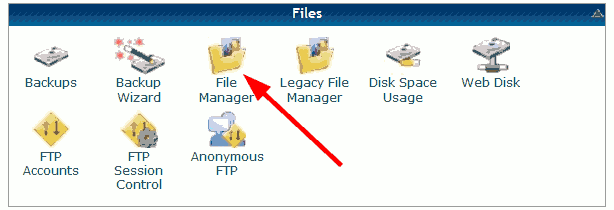 Files
Backups
Backup
Wizard
File
Manager
Legacy File
Manager
Disk Space
Usage
Web Disk
FTP
Accounts
FTP
Session
Control
Anonymous
FTP